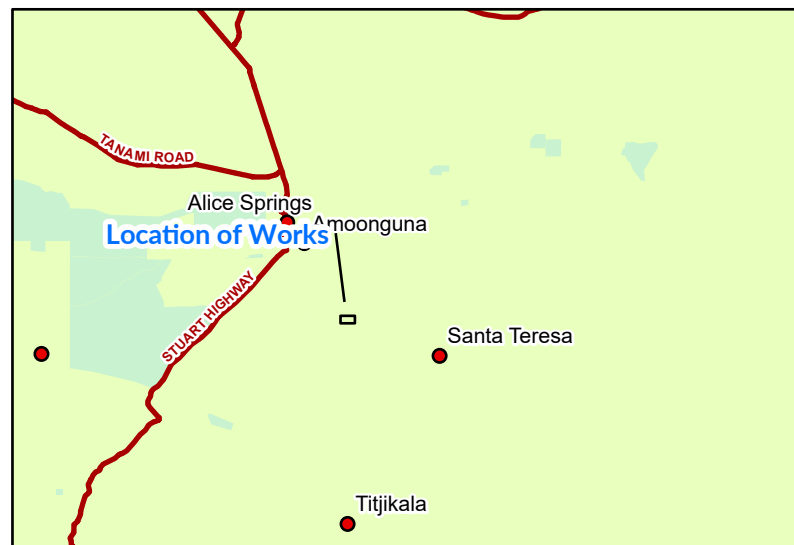 TANAMI ROAD
Alice Springs
Amoonguna
Location of Works
STUART HIGHWAY
Santa Teresa
Titjikala